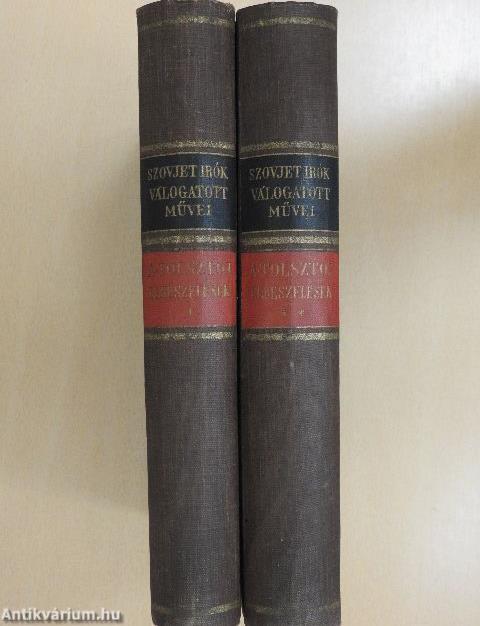 SZOVJET IRÓK
VÁLOGATOTT
MŰVEI
A.TOLSZTOJ
ELBESZÉLÉSEK
*
SZOVJET IRÓK
VÁLOGATOTT
MŰVEI
A.TOLSZTOJ
ELBESZÉLÉSEK
* *
Antikvárium.hu